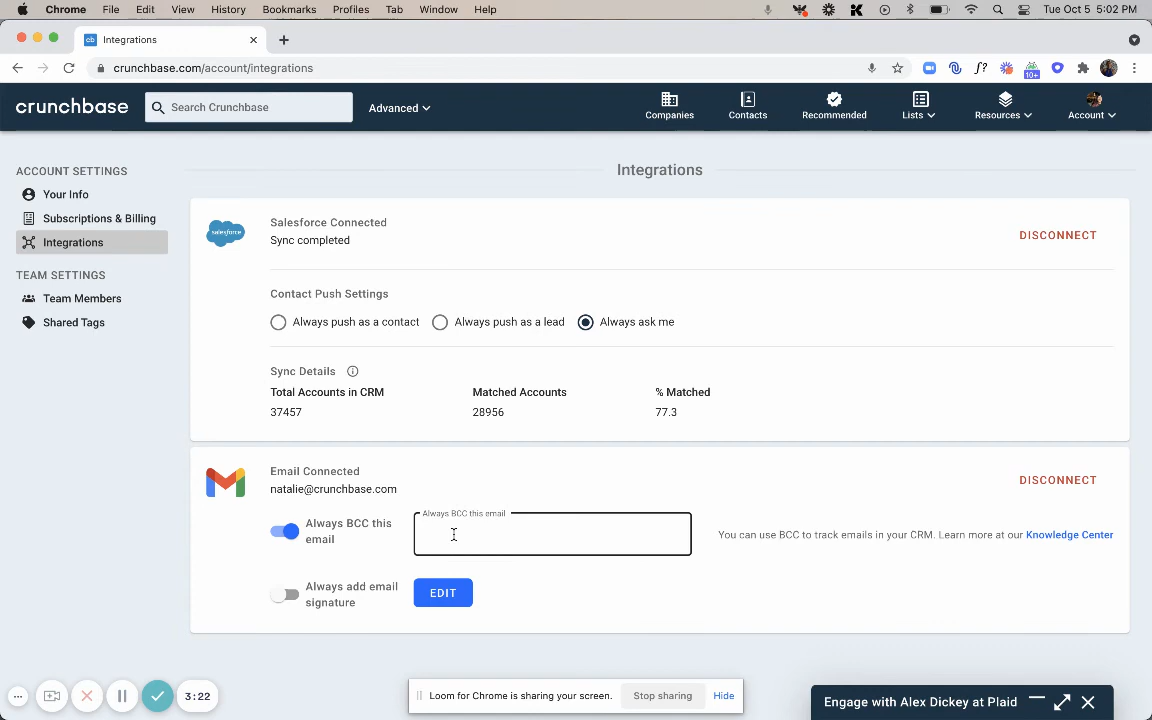 Chrome File Edit View History Bookmarks Profiles Tab Window Help Tue Oct 5 5:02 PM
cb Integrations
crunchbase.com/account/integrations
10+
crunchbase Search Crunchbase Advanced Companies Contacts Recommended Lists Resources Account
Integrations
ACCOUNT SETTINGS
Your Info
Subscriptions & Billing
Integrations
TEAM SETTINGS
Team Members
Shared Tags
salesforce
Salesforce Connected
Sync completed
DISCONNECT
Contact Push Settings
Always push as a contact Always push as a lead Always ask me
Sync Details
Total Accounts in CRM Matched Accounts % Matched
37457 28956 77.3
Email Connected
natalie@crunchbase.com
DISCONNECT
Always BCC this
email
Always BCC this email
You can use BCC to track emails in your CRM. Learn more at our Knowledge Center
Always add email
signature
EDIT
3:22
Loom for Chrome is sharing your screen. Stop sharing Hide
Engage with Alex Dickey at Plaid